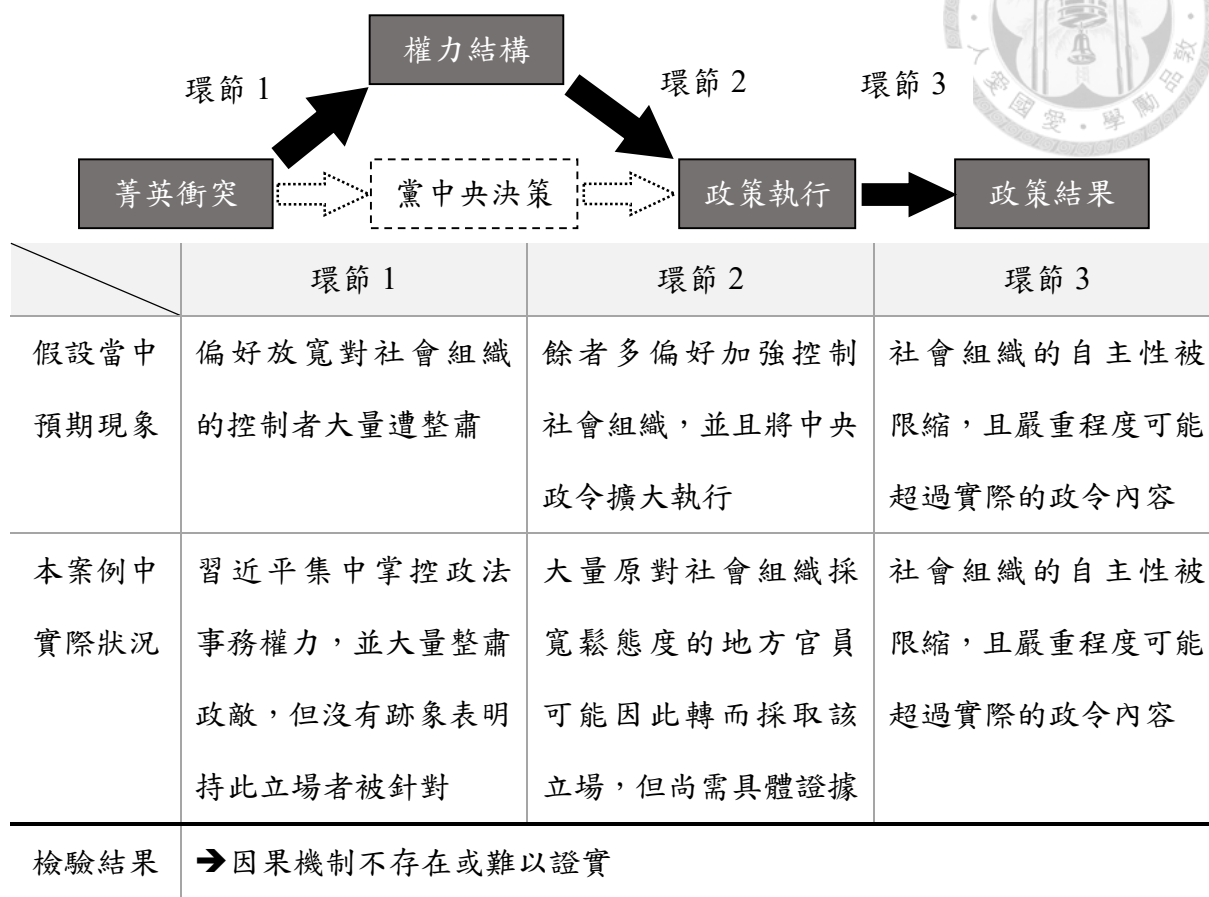 權力結構
環節 1
環節 2
環節 3
菁英衝突
黨中央決策
政策執行
政策結果
環節 1
環節 2
環節 3
假設當中
預期現象
偏好放寬對社會組織
的控制者大量遭整肅
餘者多偏好加強控制
社會組織,並且將中央
政令擴大執行
社會組織的自主性被
限縮,且嚴重程度可能
超過實際的政令內容
本案例中
實際狀況
習近平集中掌控政法
事務權力,並大量整肅
政敵,但沒有跡象表明
持此立場者被針對
大量原對社會組織採
寬鬆態度的地方官員
可能因此轉而採取該
立場,但尚需具體證據
社會組織的自主性被
限縮,且嚴重程度可能
超過實際的政令內容
檢驗結果
➔因果機制不存在或難以證實
人愛國愛・學勵品敦